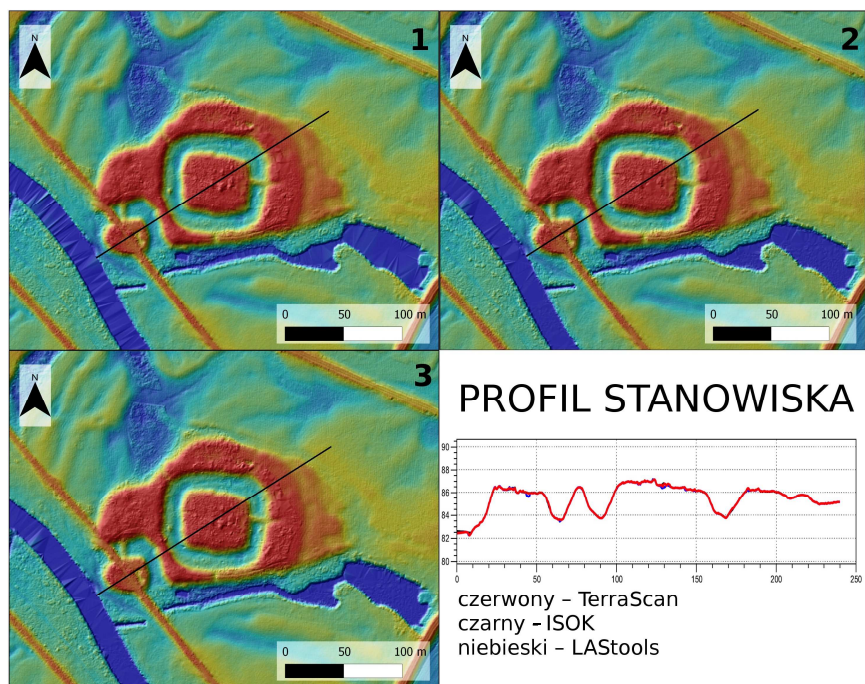 N
1
0 50 100 m
N
2
0 50 100 m
N
3
0 50 100 m
PROFIL STANOWISKA
90
88
86
84
82
80
0 50 100 150 200 250
czerwony – TerraScan
czarny - ISOK
niebieski – LAStools